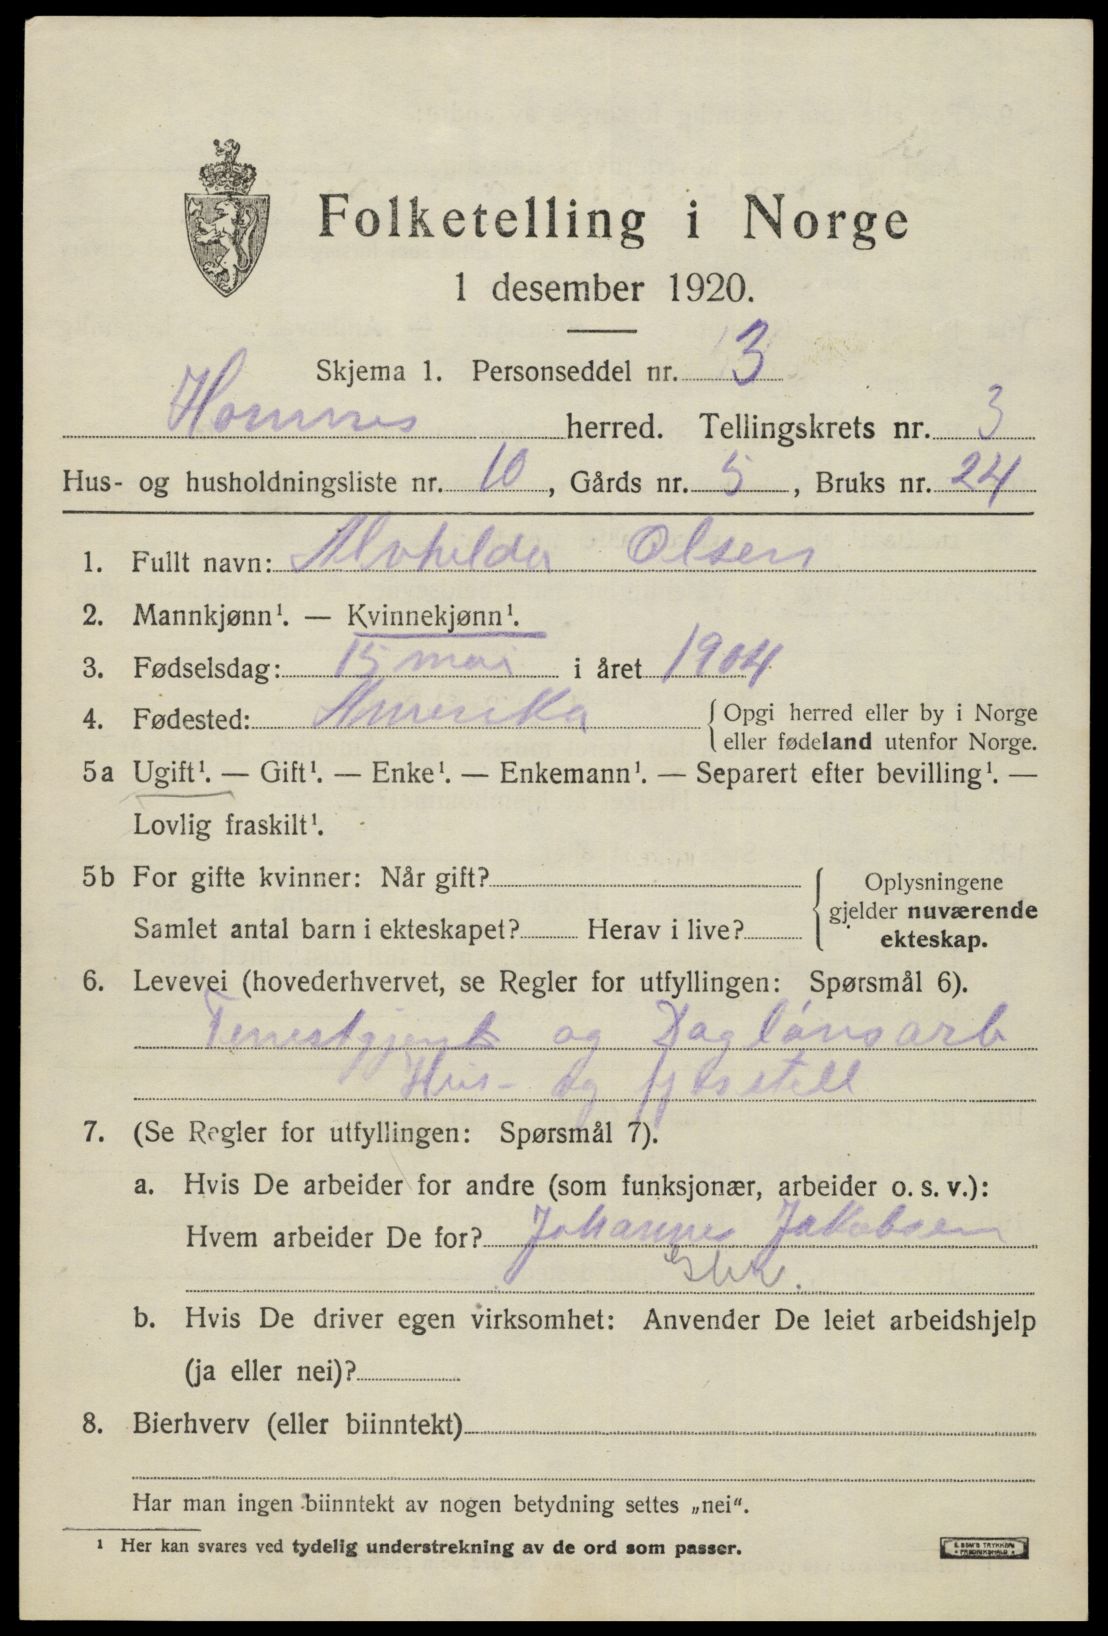 Folketelling i Norge
1 desember 1920.
Skjema 1. Personseddel nr. 3
Hemnes herred. Tellingskrets nr. 3
Hus- og husholdningsliste nr. 10, Gårds nr. 5, Bruks nr. 24
1. Fullt navn: Alvhilda Olsen
2. Mannkjønn¹. — Kvinnekjønn¹.
3. Fødselsdag: 15 mai i året 1904
4. Fødested: Amerika {Opgi herred eller by i Norge
eller fødeland utenfor Norge.
5a Ugift¹. — Gift¹. — Enke¹. — Enkemann¹. — Separert efter bevilling¹. —
Lovlig fraskilt¹.
5b For gifte kvinner: Når gift?
Samlet antal barn i ekteskapet? Herav i live?
Oplysningene
gjelder nuværende
ekteskap.
6. Levevei (hovederhvervet, se Regler for utfyllingen: Spørsmål 6).
Tenestgjent og Daglønsarb
Hus- og fjøsstell
7. (Se Regler for utfyllingen: Spørsmål 7).
a. Hvis De arbeider for andre (som funksjonær, arbeider o. s. v.):
Hvem arbeider De for? Johannes Jakobsen
Gbr.
b. Hvis De driver egen virksomhet: Anvender De leiet arbeidshjelp
(ja eller nei)?
8. Bierhverv (eller biinntekt)
Har man ingen biinntekt av nogen betydning settes „nei“.
¹ Her kan svares ved tydelig understrekning av de ord som passer.